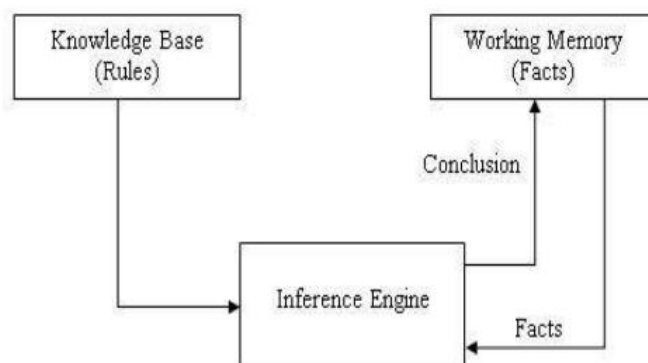 Knowledge Base
(Rules)
Working Memory
(Facts)
Conclusion
Inference Engine
Facts